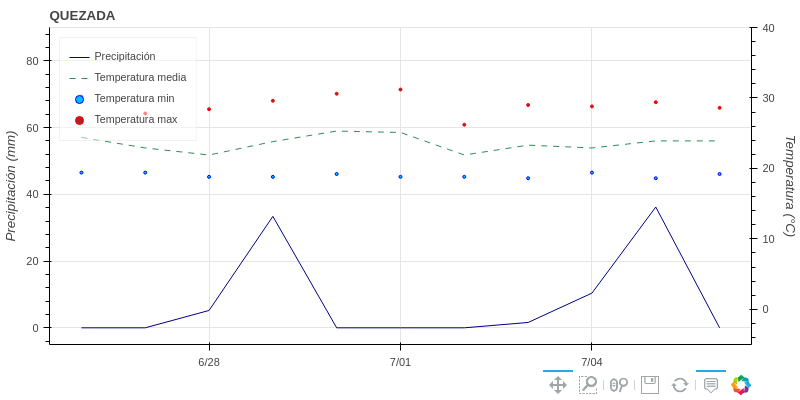 QUEZADA
Precipitación
Temperatura media
Temperatura min
Temperatura max
Precipitación (mm)
80
60
40
20
0
Temperatura (°C)
40
30
20
10
0
6/28
7/01
7/04